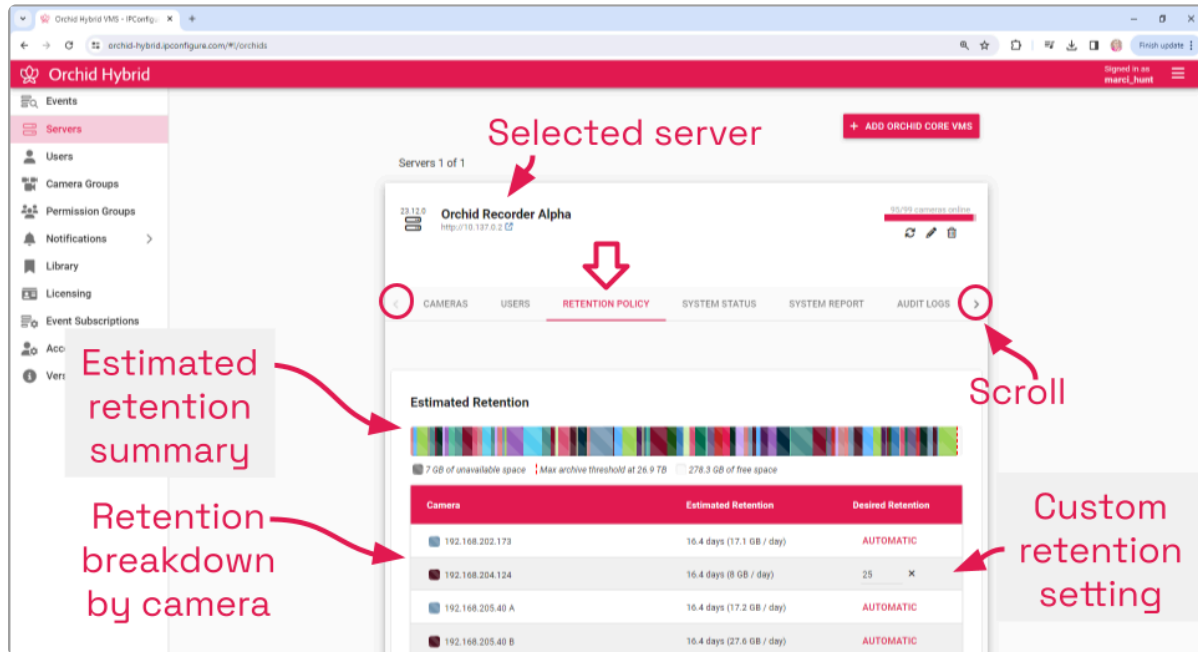 Orchid Hybrid VMS - IPConfigu
orchid-hybrid.ipconfigure.com/#!/orchids
Finish update
Orchid Hybrid
Signed in as
marci_hunt
Events
Servers
Users
Camera Groups
Permission Groups
Notifications
Library
Licensing
Event Subscriptions
Acc
Ver
+ ADD ORCHID CORE VMS
Selected server
Servers 1 of 1
23.12.0
Orchid Recorder Alpha
http://10.137.0.2
95/99 cameras online
CAMERAS USERS RETENTION POLICY SYSTEM STATUS SYSTEM REPORT AUDIT LOGS
Scroll
Estimated
retention
summary
Estimated Retention
7 GB of unavailable space Max archive threshold at 26.9 TB 278.3 GB of free space
Retention
breakdown
by camera
Camera Estimated Retention Desired Retention
192.168.202.173 16.4 days (17.1 GB / day) AUTOMATIC
192.168.204.124 16.4 days (8 GB / day) 25 ×
192.168.205.40 A 16.4 days (17.2 GB / day) AUTOMATIC
192.168.205.40 B 16.4 days (27.6 GB / day) AUTOMATIC
Custom
retention
setting